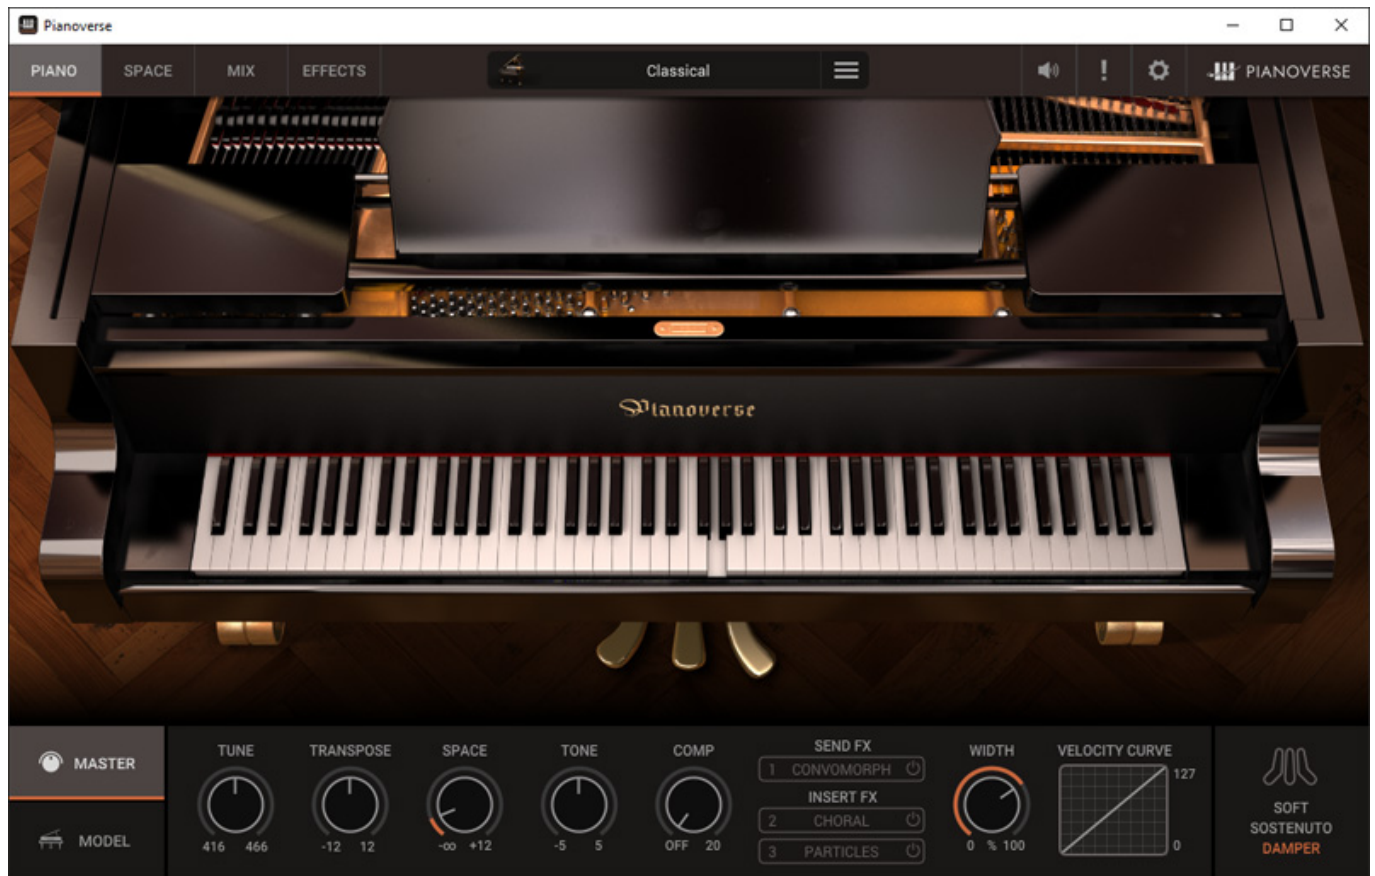 Pianoverse
PIANO SPACE MIX EFFECTS Classical PIANOVERSE
Pianoverse
MASTER
MODEL
TUNE
416 466
TRANSPOSE
-12 12
SPACE
-∞ +12
TONE
-5 5
COMP
OFF 20
SEND FX
1 CONVOMORPH
INSERT FX
2 CHORAL
3 PARTICLES
WIDTH
0 % 100
VELOCITY CURVE
127
0
SOFT
SOSTENUTO
DAMPER